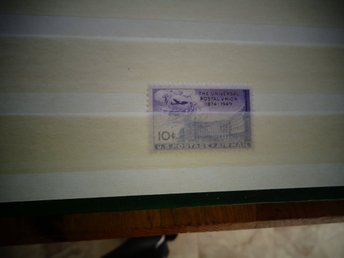 THE UNIVERSAL
POSTAL UNION
1874-1949
10¢
U.S. POSTAGE • AIR MAIL